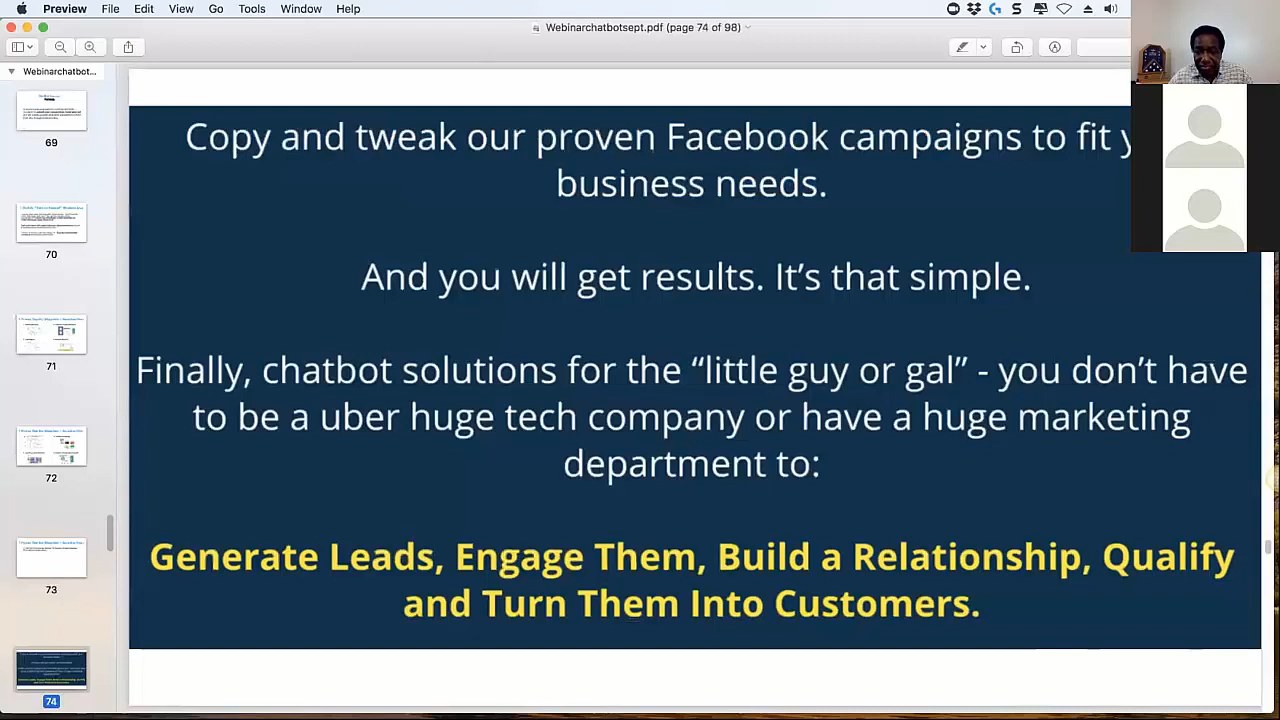 Preview File Edit View Go Tools Window Help
Webinarchatbotsept.pdf (page 74 of 98)
Webinarchatbot...
69
70
71
72
73
74
Copy and tweak our proven Facebook campaigns to fit y
business needs.
And you will get results. It’s that simple.
Finally, chatbot solutions for the “little guy or gal” - you don’t have
to be a uber huge tech company or have a huge marketing
department to:
Generate Leads, Engage Them, Build a Relationship, Qualify
and Turn Them Into Customers.